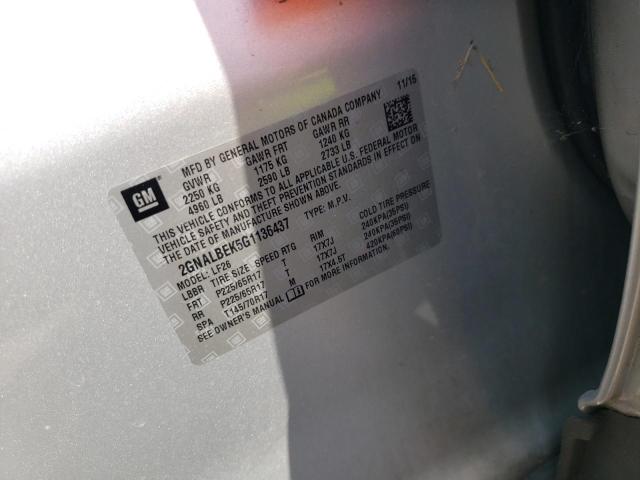 GM
MFD BY GENERAL MOTORS OF CANADA COMPANY 11/15
GVWR GAWR FRT GAWR RR
2250 KG 1175 KG 1240 KG
4960 LB 2590 LB 2733 LB
THIS VEHICLE CONFORMS TO ALL APPLICABLE U.S. FEDERAL MOTOR
VEHICLE SAFETY AND THEFT PREVENTION STANDARDS IN EFFECT ON
THE DATE OF MANUFACTURE SHOWN ABOVE.
2GNALBEK5G1136437 TYPE: M.P.V.
MODEL: LF26
LBBR TIRE SIZE SPEED RTG RIM COLD TIRE PRESSURE
FRT P225/65R17 T 17X7J 240KPA(35PSI)
RR P225/65R17 T 17X7J 240KPA(35PSI)
SPA T145/70R17 M 17X4.5T 420KPA(60PSI)
SEE OWNER'S MANUAL FOR MORE INFORMATION.